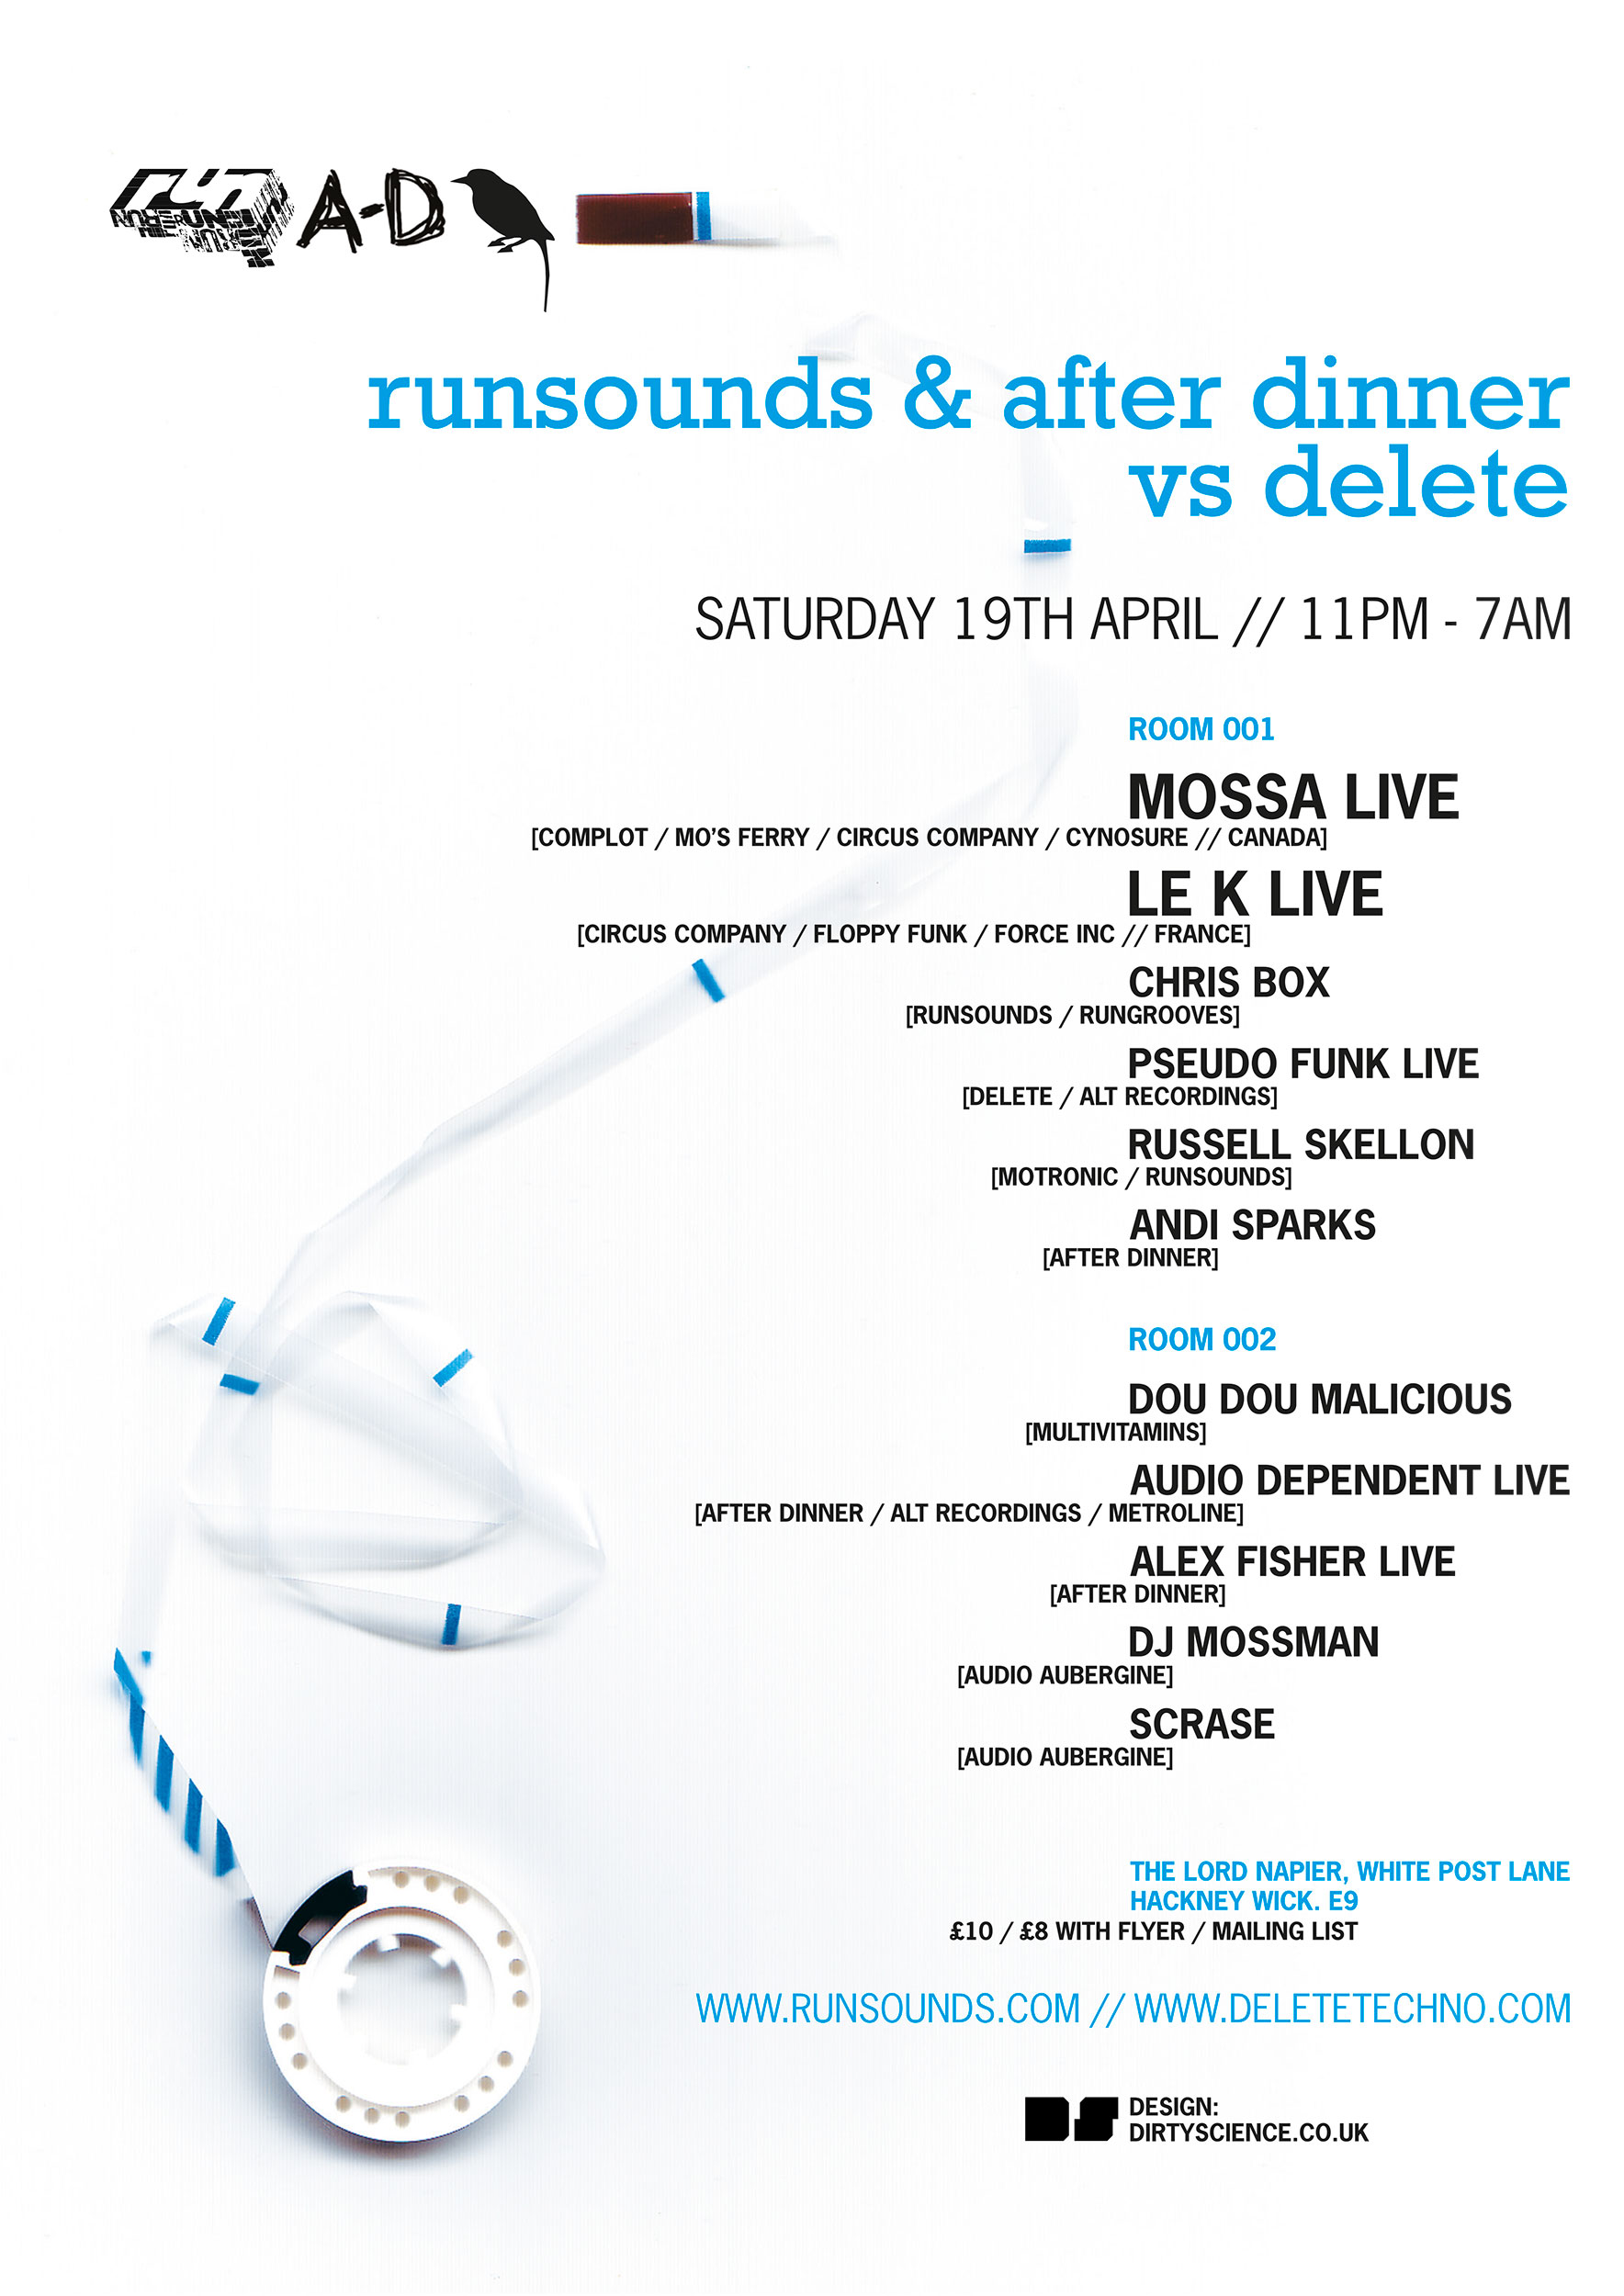 run
A-D
runsounds & after dinner
vs delete
SATURDAY 19TH APRIL // 11PM - 7AM
ROOM 001
MOSSA LIVE
[COMPLOT / MO'S FERRY / CIRCUS COMPANY / CYNOSURE // CANADA]
LE K LIVE
[CIRCUS COMPANY / FLOPPY FUNK / FORCE INC // FRANCE]
CHRIS BOX
[RUNSOUNDS / RUNGROOVES]
PSEUDO FUNK LIVE
[DELETE / ALT RECORDINGS]
RUSSELL SKELLON
[MOTRONIC / RUNSOUNDS]
ANDI SPARKS
[AFTER DINNER]
ROOM 002
DOU DOU MALICIOUS
[MULTIVITAMINS]
AUDIO DEPENDENT LIVE
[AFTER DINNER / ALT RECORDINGS / METROLINE]
ALEX FISHER LIVE
[AFTER DINNER]
DJ MOSSMAN
[AUDIO AUBERGINE]
SCRASE
[AUDIO AUBERGINE]
THE LORD NAPIER, WHITE POST LANE
HACKNEY WICK. E9
£10 / £8 WITH FLYER / MAILING LIST
WWW.RUNSOUNDS.COM // WWW.DELETETECHNO.COM
DS
DESIGN:
DIRTYSCIENCE.CO.UK